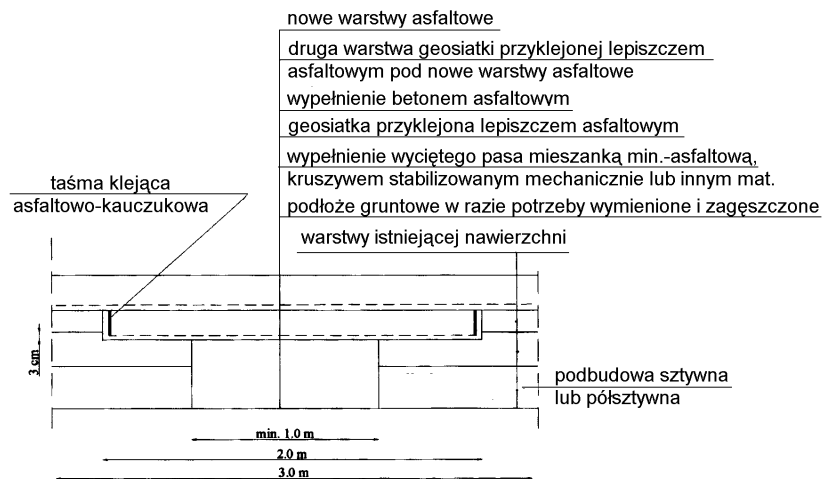 nowe warstwy asfaltowe
druga warstwa geosiatki przyklejonej lepiszczem
asfaltowym pod nowe warstwy asfaltowe
wypełnienie betonem asfaltowym
geosiatka przyklejona lepiszczem asfaltowym
wypełnienie wyciętego pasa mieszanką min.-asfaltową,
kruszywem stabilizowanym mechanicznie lub innym mat.
podłoże gruntowe w razie potrzeby wymienione i zagęszczone
warstwy istniejącej nawierzchni
taśma klejąca
asfaltowo-kauczukowa
3 cm
podbudowa sztywna
lub półsztywna
min. 1.0 m
2.0 m
3.0 m